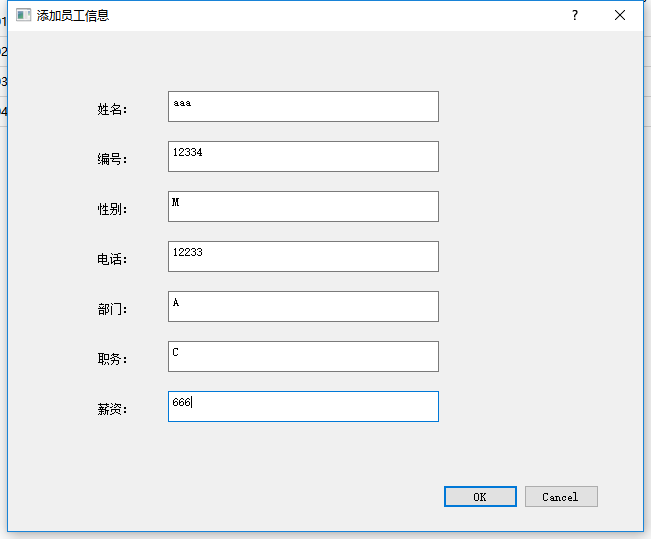 添加员工信息
姓名: aaa
编号: 12334
性别: M
电话: 12233
部门: A
职务: C
薪资: 666
OK Cancel